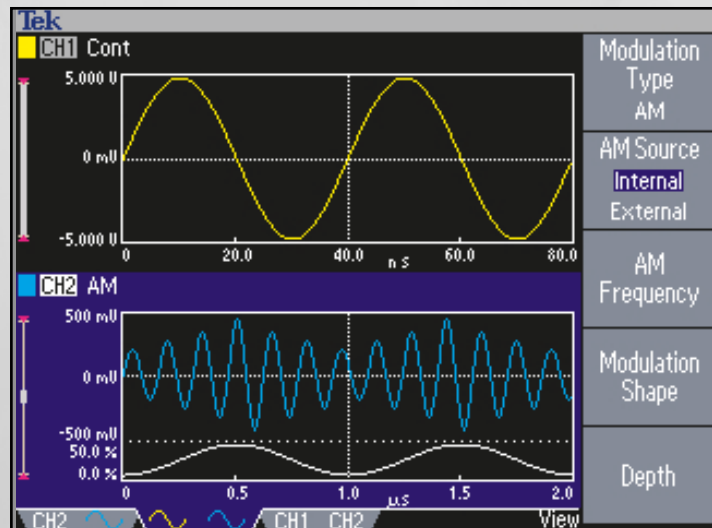 Tek
CH1 Cont
5.000 V
0 mV
-5.000 V
0 20.0 40.0 60.0 80.0
n s
CH2 AM
500 mV
0 mV
-500 mV
50.0 %
0.0 %
0 0.5 1.0 1.5 2.0
µs
CH2
CH1 CH2
View
Modulation
Type
AM
AM Source
Internal
External
AM
Frequency
Modulation
Shape
Depth